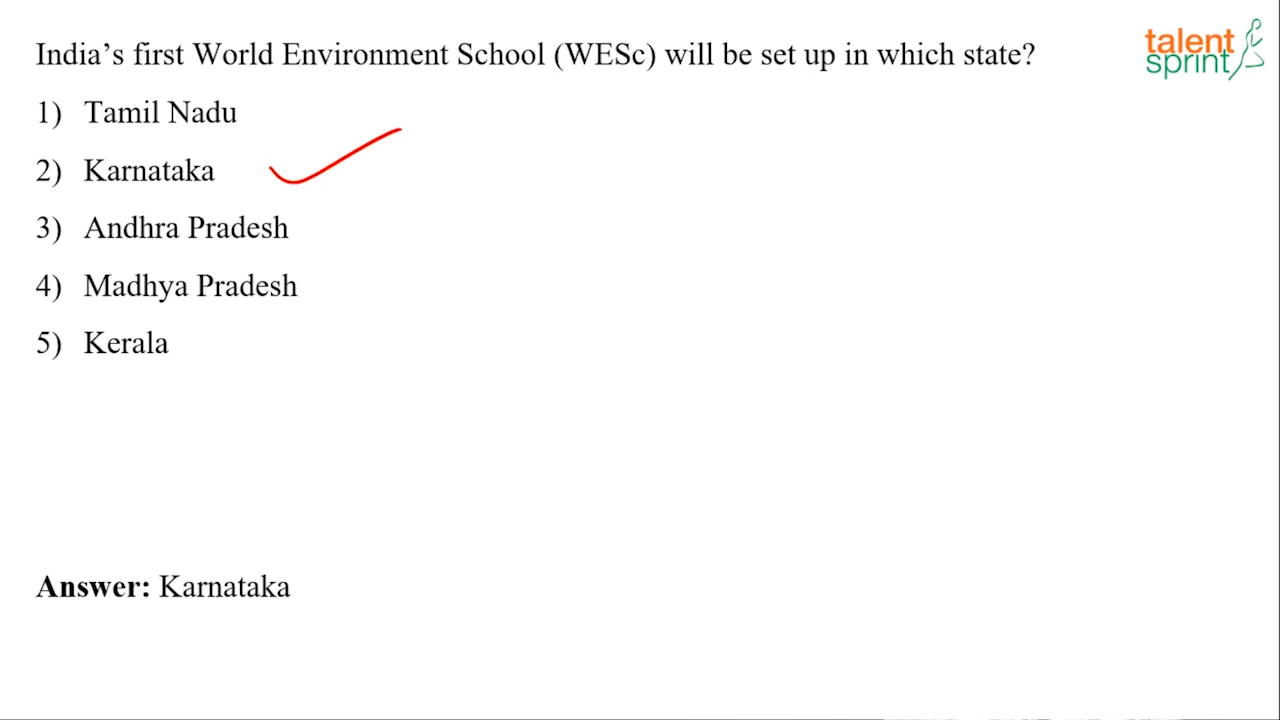 India’s first World Environment School (WESc) will be set up in which state?
talent
sprint
1) Tamil Nadu
2) Karnataka
3) Andhra Pradesh
4) Madhya Pradesh
5) Kerala
Answer: Karnataka